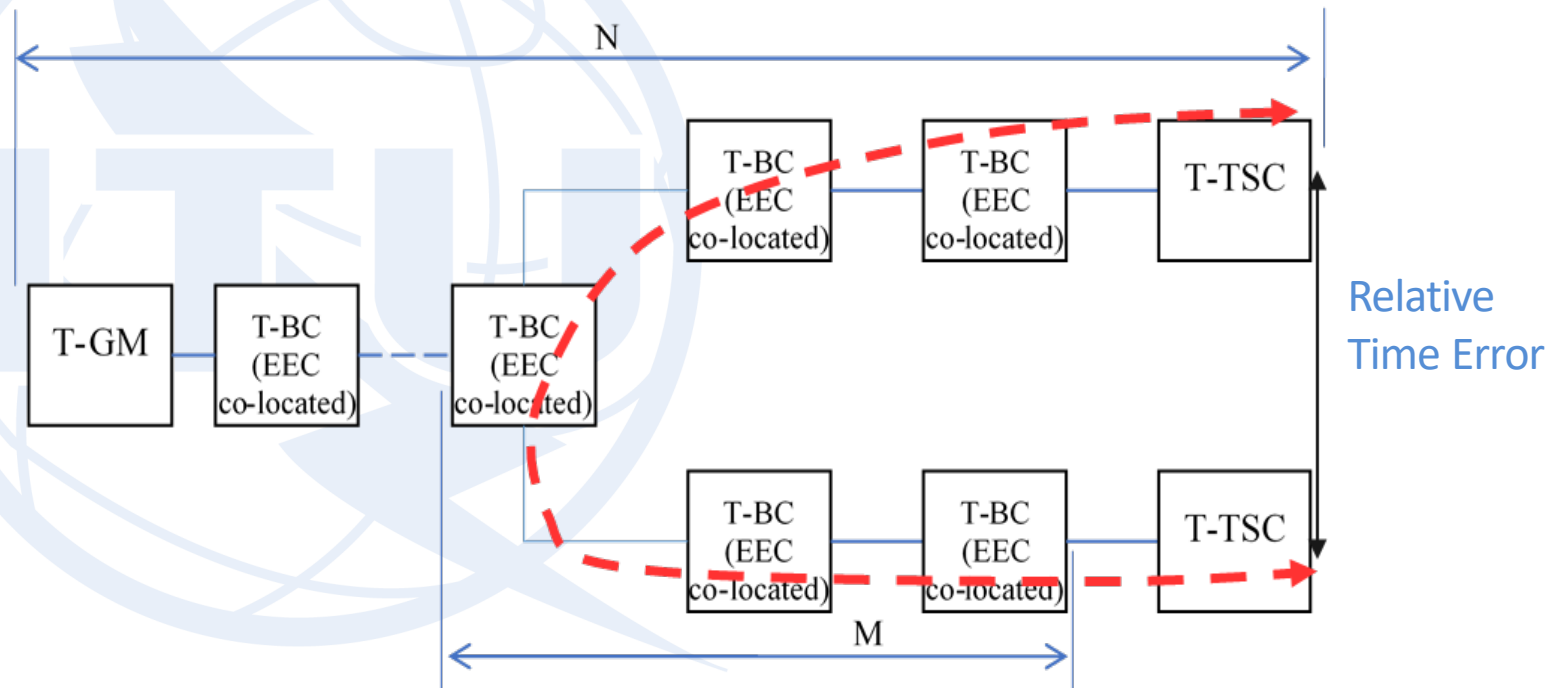 N
T-BC
(EEC
co-located)
T-BC
(EEC
co-located)
T-TSC
T-GM
T-BC
(EEC
co-located)
T-BC
(EEC
co-located)
Relative
Time Error
T-BC
(EEC
co-located)
T-BC
(EEC
co-located)
T-TSC
M
ITU